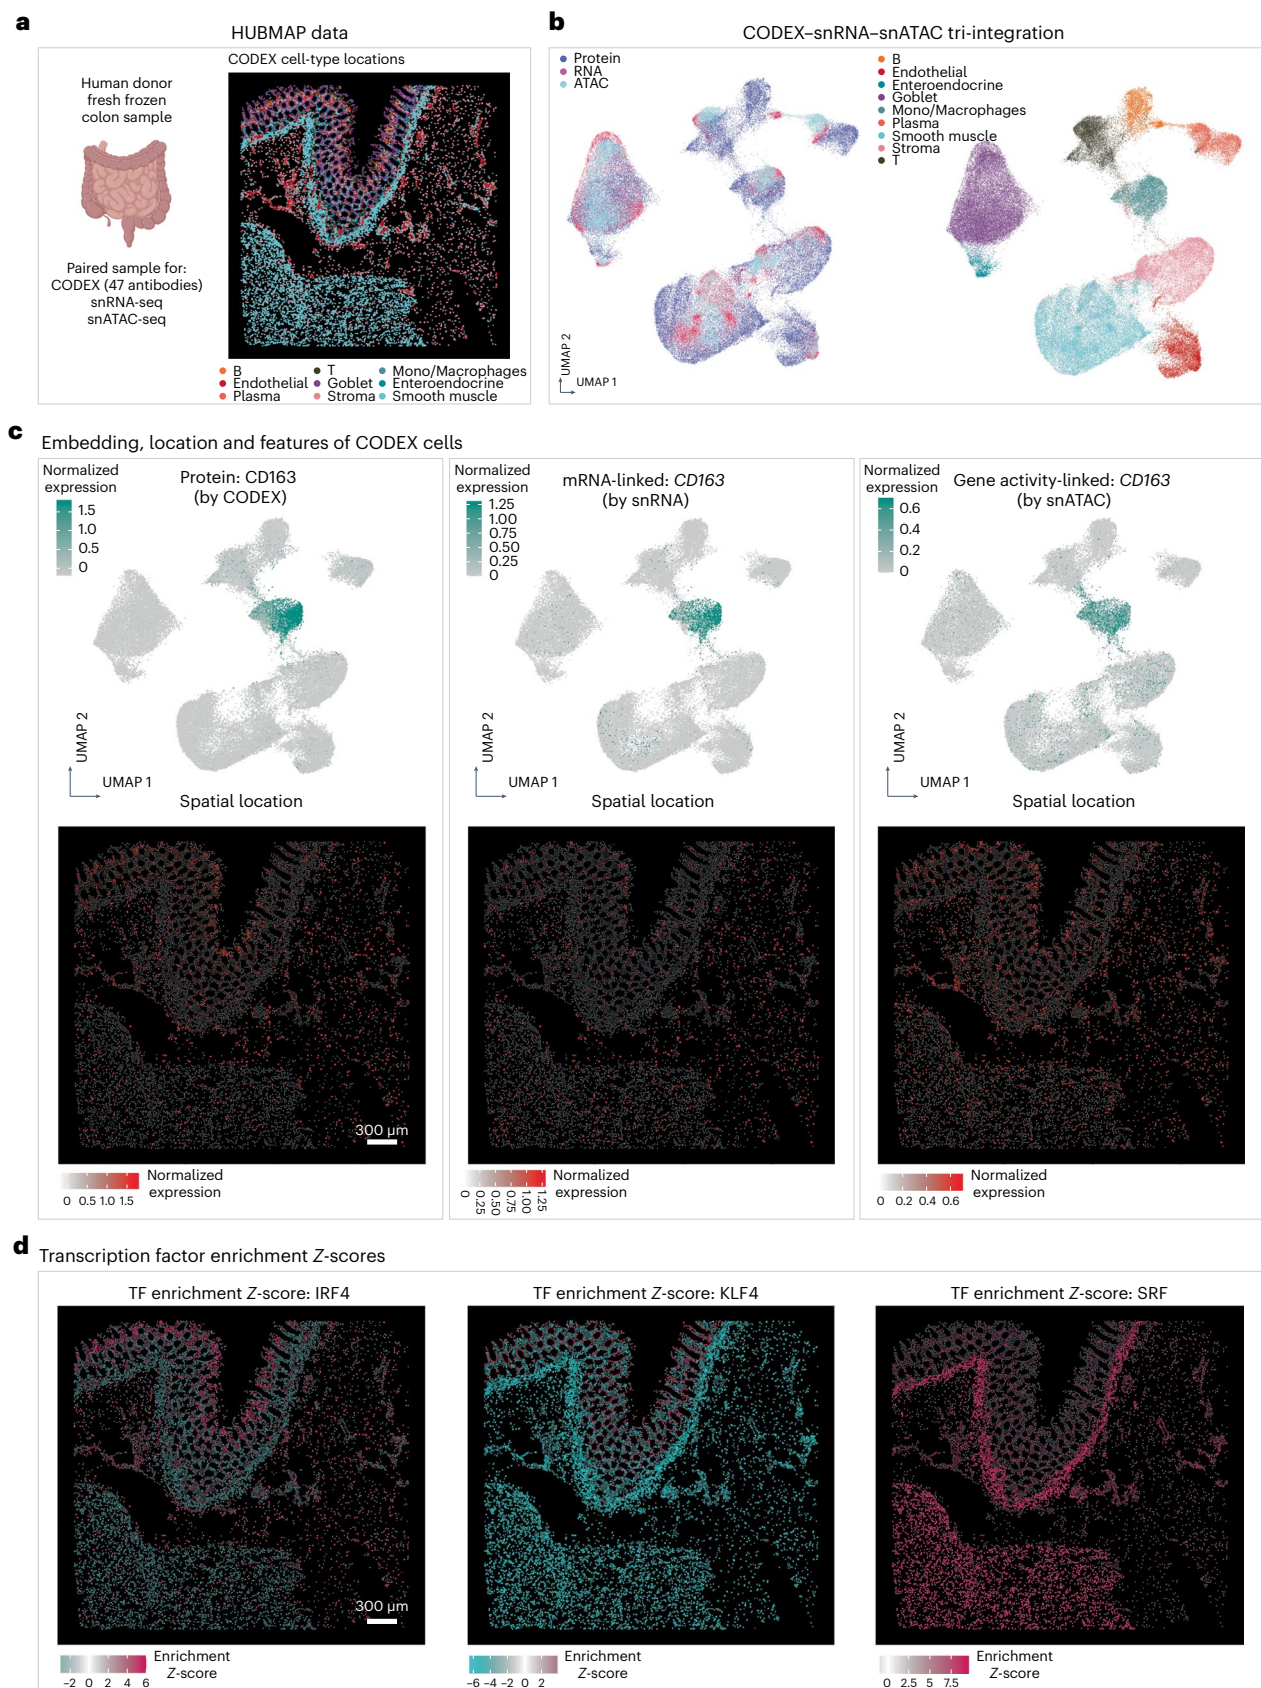 a
HUBMAP data
CODEX cell-type locations
Human donor
fresh frozen
colon sample
Paired sample for:
CODEX (47 antibodies)
snRNA-seq
snATAC-seq
B
Endothelial
Plasma
T
Goblet
Stroma
Mono/Macrophages
Enteroendocrine
Smooth muscle
b
CODEX–snRNA–snATAC tri-integration
Protein
RNA
ATAC
B
Endothelial
Enteroendocrine
Goblet
Mono/Macrophages
Plasma
Smooth muscle
Stroma
T
UMAP 2
UMAP 1
c
Embedding, location and features of CODEX cells
Normalized
expression
1.5
1.0
0.5
0
Protein: CD163
(by CODEX)
UMAP 2
UMAP 1
Spatial location
300 µm
0 0.5 1.0 1.5
Normalized
expression
Normalized
expression
1.25
1.00
0.75
0.50
0.25
0
mRNA-linked: CD163
(by snRNA)
UMAP 2
UMAP 1
Spatial location
0 0.25 0.50 0.75 1.00 1.25
Normalized
expression
Normalized
expression
0.6
0.4
0.2
0
Gene activity-linked: CD163
(by snATAC)
UMAP 2
UMAP 1
Spatial location
0 0.2 0.4 0.6
Normalized
expression
d
Transcription factor enrichment Z-scores
TF enrichment Z-score: IRF4
300 µm
−2 0 2 4 6
Enrichment
Z-score
TF enrichment Z-score: KLF4
−6 −4 −2 0 2
Enrichment
Z-score
TF enrichment Z-score: SRF
0 2.5 5 7.5
Enrichment
Z-score